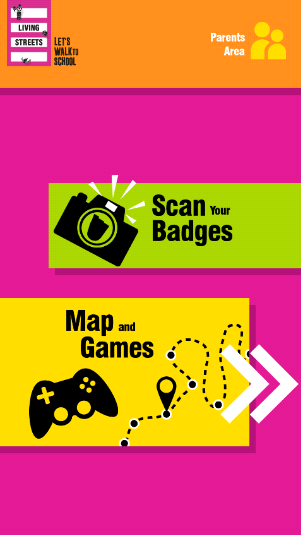 LIVING
STREETS
LET'S
WALK TO
SCHOOL
Parents
Area
Scan Your
Badges
Map and
Games